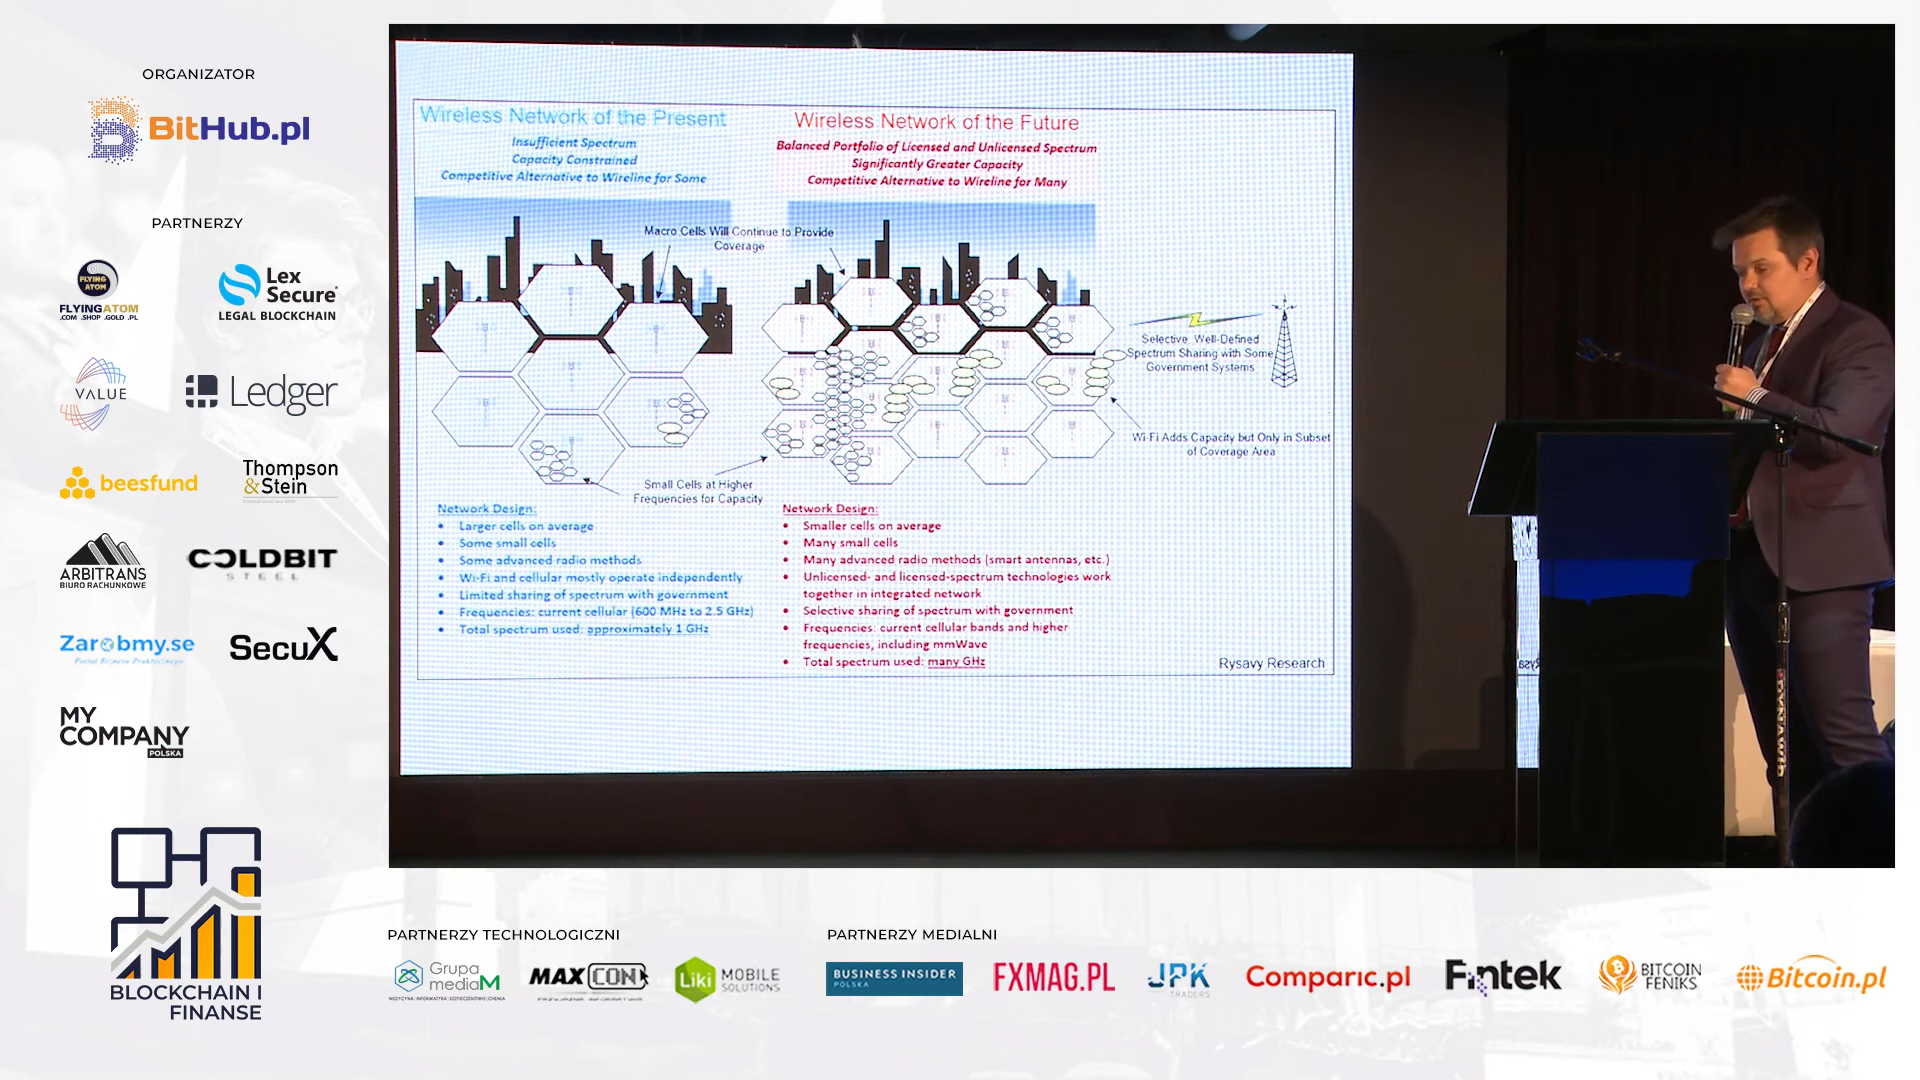 ORGANIZATOR
BitHub.pl
PARTNERZY
FLYING ATOM
FLYINGATOM
.COM .SHOP .GOLD .PL
Lex
Secure
LEGAL BLOCKCHAIN
VALUE
Ledger
beesfund
Thompson
&Stein
ARBITRANS
BIURO RACHUNKOWE
COLDBIT
STEEL
Zarobmy.se
Portal Biznesu Praktycznego
SecuX
MY
COMPANY
POLSKA
BLOCKCHAIN I
FINANSE
Wireless Network of the Present
Insufficient Spectrum
Capacity Constrained
Competitive Alternative to Wireline for Some
Wireless Network of the Future
Balanced Portfolio of Licensed and Unlicensed Spectrum
Significantly Greater Capacity
Competitive Alternative to Wireline for Many
Macro Cells Will Continue to Provide
Coverage
Selective, Well-Defined
Spectrum Sharing with Some
Government Systems
Wi-Fi Adds Capacity but Only in Subset
of Coverage Area
Small Cells at Higher
Frequencies for Capacity
Network Design:
• Larger cells on average
• Some small cells
• Some advanced radio methods
• Wi-Fi and cellular mostly operate independently
• Limited sharing of spectrum with government
• Frequencies: current cellular (600 MHz to 2.5 GHz)
• Total spectrum used: approximately 1 GHz
Network Design:
• Smaller cells on average
• Many small cells
• Many advanced radio methods (smart antennas, etc.)
• Unlicensed- and licensed-spectrum technologies work
together in integrated network
• Selective sharing of spectrum with government
• Frequencies: current cellular bands and higher
frequencies, including mmWave
• Total spectrum used: many GHz
Rysavy Research
PARTNERZY TECHNOLOGICZNI
Grupa
mediaM
MAXCON
Liki
MOBILE
SOLUTIONS
PARTNERZY MEDIALNI
BUSINESS INSIDER
POLSKA
FXMAG.PL
JPK
TRADERS
Comparic.pl
Fintek
BITCOIN
FENIKS
Bitcoin.pl